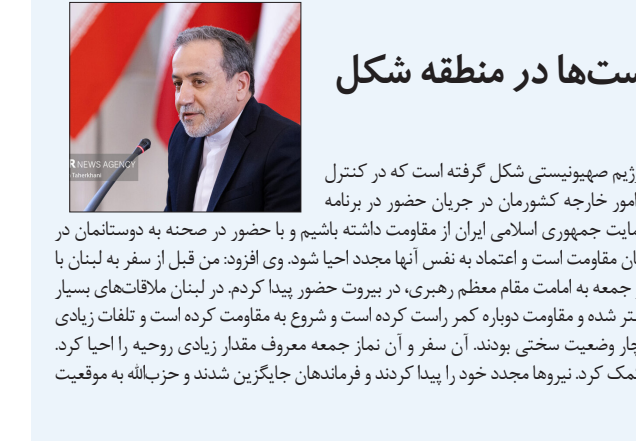 ست‌ها در منطقه شکل
R NEWS AGENCY
Taherkhani
رژیم صهیونیستی شکل گرفته است که در کنترل
امور خارجه کشورمان در جریان حضور در برنامه
مایت جمهوری اسلامی ایران از مقاومت داشته باشیم و با حضور در صحنه به دوستانمان در
ان مقاومت است و اعتماد به نفس آنها مجدد احیا شود. وی افزود: من قبل از سفر به لبنان با
جمعه به امامت مقام معظم رهبری، در بیروت حضور پیدا کردم. در لبنان ملاقات‌های بسیار
تر شده و مقاومت دوباره کمر راست کرده است و شروع به مقاومت کرده است و تلفات زیادی
چار وضعیت سختی بودند. آن سفر و آن نماز جمعه معروف مقدار زیادی روحیه را احیا کرد.
کمک کرد. نیروها مجدد خود را پیدا کردند و فرماندهان جایگزین شدند و حزب‌الله به موقعیت